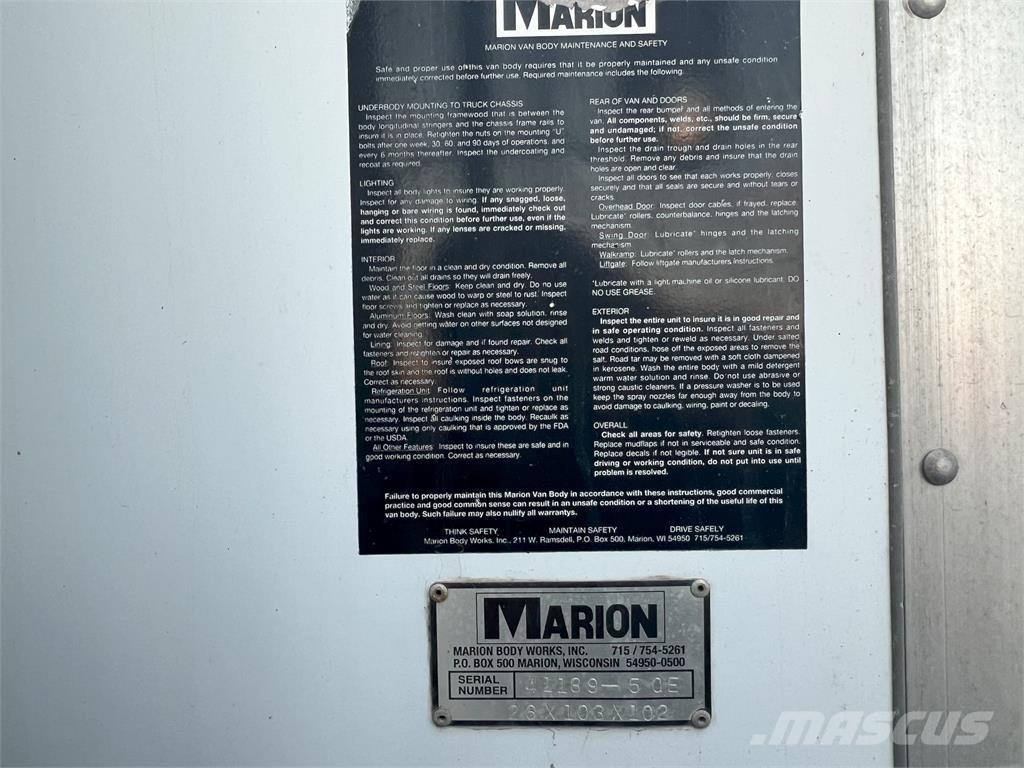 MARION
MARION VAN BODY MAINTENANCE AND SAFETY
Safe and proper use of this van body requires that it be properly maintained and any unsafe condition
immediately corrected before further use. Required maintenance includes the following.
UNDERBODY MOUNTING TO TRUCK CHASSIS
Inspect the mounting framewood that is between the
body longitudinal stringers and the chassis frame rails to
insure it is in place. Retighten the nuts on the mounting "U"
bolts after one week, 30, 60, and 90 days of operations, and
every 6 months thereafter. Inspect the undercoating and
recoat as required.
LIGHTING
Inspect all body lights to insure they are working properly.
Inspect for any damage to wiring. If any snagged, loose,
hanging or bare wiring is found, immediately check out
and correct this condition before further use, even if the
lights are working. If any lenses are cracked or missing,
immediately replace.
INTERIOR
Maintain the floor in a clean and dry condition. Remove all
debris. Clean out all drains so they will drain freely.
Wood and Steel Floors: Keep clean and dry. Do no use
water as it can cause wood to warp or steel to rust. Inspect
floor screws and tighten or replace as necessary.
Aluminum Floors: Wash clean with soap solution, rinse
and dry. Avoid getting water on other surfaces not designed
for water cleaning.
Lining: Inspect for damage and if found repair. Check all
fasteners and retighten or repair as necessary.
Roof: Inspect to insure exposed roof bows are snug to
the roof skin and the roof is without holes and does not leak.
Correct as necessary.
Refrigeration Unit: Follow refrigeration unit
manufacturers instructions. Inspect fasteners on the
mounting of the refrigeration unit and tighten or replace as
necessary. Inspect all caulking inside the body. Recaulk as
necessary using only caulking that is approved by the FDA
or the USDA.
All Other Features: Inspect to insure these are safe and in
good working condition. Correct as necessary.
REAR OF VAN AND DOORS
Inspect the rear bumper and all methods of entering the
van. All components, welds, etc., should be firm, secure
and undamaged; if not, correct the unsafe condition
before further use.
Inspect the drain trough and drain holes in the rear
threshold. Remove any debris and insure that the drain
holes are open and clear.
Inspect all doors to see that each works properly, closes
securely and that all seals are secure and without tears or
cracks.
Overhead Door: Inspect door cables, if frayed, replace.
Lubricate* rollers, counterbalance, hinges and the latching
mechanism.
Swing Door: Lubricate* hinges and the latching
mechanism.
Walkramp: Lubricate* rollers and the latch mechanism.
Liftgate: Follow liftgate manufacturers instructions.
*Lubricate with a light machine oil or silicone lubricant. DO
NO USE GREASE.
EXTERIOR
Inspect the entire unit to insure it is in good repair and
in safe operating condition. Inspect all fasteners and
welds and tighten or reweld as necessary. Under salted
road conditions, hose off the exposed areas to remove the
salt. Road tar may be removed with a soft cloth dampened
in kerosene. Wash the entire body with a mild detergent
warm water solution and rinse. Do not use abrasive or
strong caustic cleaners. If a pressure washer is to be used
keep the spray nozzles far enough away from the body to
avoid damage to caulking, wiring, paint or decaling.
OVERALL
Check all areas for safety. Retighten loose fasteners.
Replace mudflaps if not in serviceable and safe condition.
Replace decals if not legible. If not sure unit is in safe
driving or working condition, do not put into use until
problem is resolved.
Failure to properly maintain this Marion Van Body in accordance with these instructions, good commercial
practice and good common sense can result in an unsafe condition or a shortening of the useful life of this
van body. Such failure may also nullify all warrantys.
THINK SAFETY MAINTAIN SAFETY DRIVE SAFELY
Marion Body Works, Inc., 211 W. Ramsdell, P.O. Box 500, Marion, WI 54950 715/754-5261
MARION
MARION BODY WORKS, INC. 715/754-5261
P.O. BOX 500 MARION, WISCONSIN 54950-0500
SERIAL
NUMBER
26X103X102
MASCUS